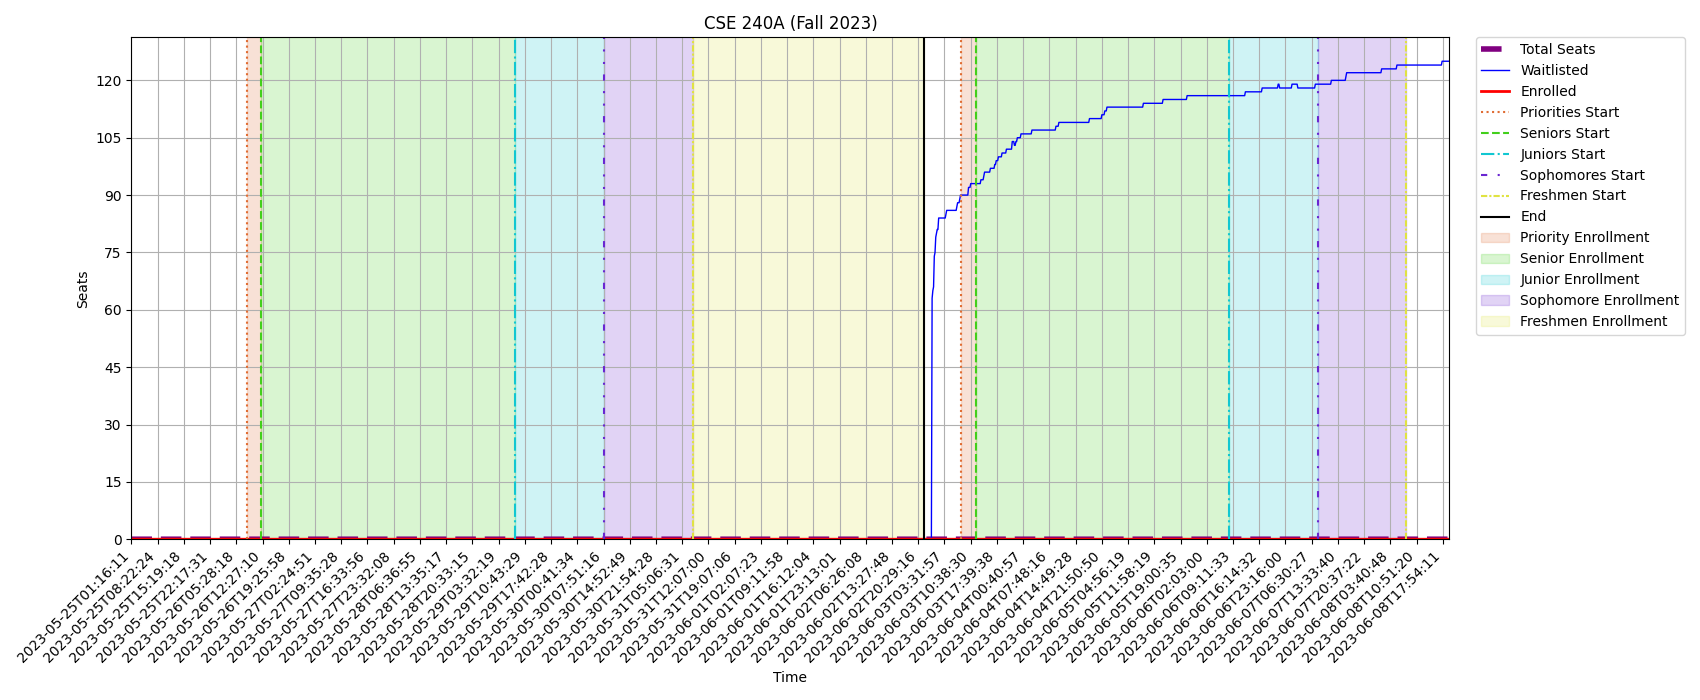 CSE 240A (Fall 2023)
Seats
120
105
90
75
60
45
30
15
0
2023-05-25T01:16:11
2023-05-25T08:22:24
2023-05-25T15:19:18
2023-05-25T22:17:31
2023-05-26T05:28:18
2023-05-26T12:27:10
2023-05-26T19:25:58
2023-05-27T02:24:51
2023-05-27T09:35:28
2023-05-27T16:33:56
2023-05-27T23:32:08
2023-05-28T06:36:55
2023-05-28T13:35:17
2023-05-28T20:33:15
2023-05-29T03:32:19
2023-05-29T10:43:29
2023-05-29T17:42:28
2023-05-30T00:41:34
2023-05-30T07:51:16
2023-05-30T14:52:49
2023-05-30T21:54:28
2023-05-31T05:06:31
2023-05-31T12:07:00
2023-05-31T19:07:06
2023-06-01T02:07:23
2023-06-01T09:11:58
2023-06-01T16:12:04
2023-06-01T23:13:01
2023-06-02T06:26:08
2023-06-02T13:27:48
2023-06-02T20:29:16
2023-06-03T03:31:57
2023-06-03T10:38:30
2023-06-03T17:39:38
2023-06-04T00:40:57
2023-06-04T07:48:16
2023-06-04T14:49:28
2023-06-04T21:50:50
2023-06-05T04:56:19
2023-06-05T11:58:19
2023-06-05T19:00:35
2023-06-06T02:03:00
2023-06-06T09:11:33
2023-06-06T16:14:32
2023-06-06T23:16:00
2023-06-07T06:30:27
2023-06-07T13:33:40
2023-06-07T20:37:22
2023-06-08T03:40:48
2023-06-08T10:51:20
2023-06-08T17:54:11
Time
Total Seats
Waitlisted
Enrolled
Priorities Start
Seniors Start
Juniors Start
Sophomores Start
Freshmen Start
End
Priority Enrollment
Senior Enrollment
Junior Enrollment
Sophomore Enrollment
Freshmen Enrollment